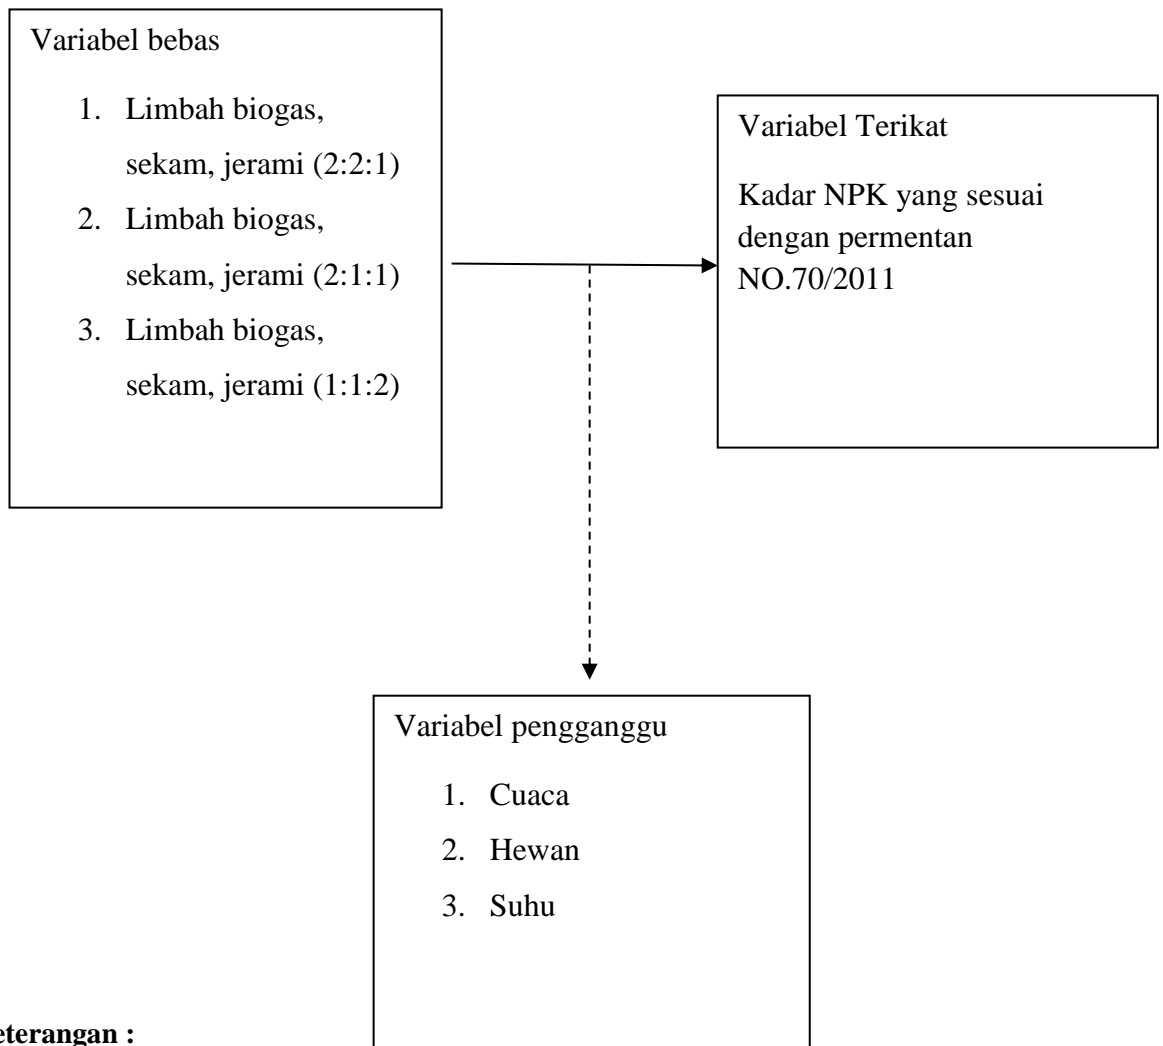 Variabel bebas
1. Limbah biogas,
sekam, jerami (2:2:1)
2. Limbah biogas,
sekam, jerami (2:1:1)
3. Limbah biogas,
sekam, jerami (1:1:2)
Variabel Terikat
Kadar NPK yang sesuai
dengan permentan
NO.70/2011
Variabel pengganggu
1. Cuaca
2. Hewan
3. Suhu
eterangan :